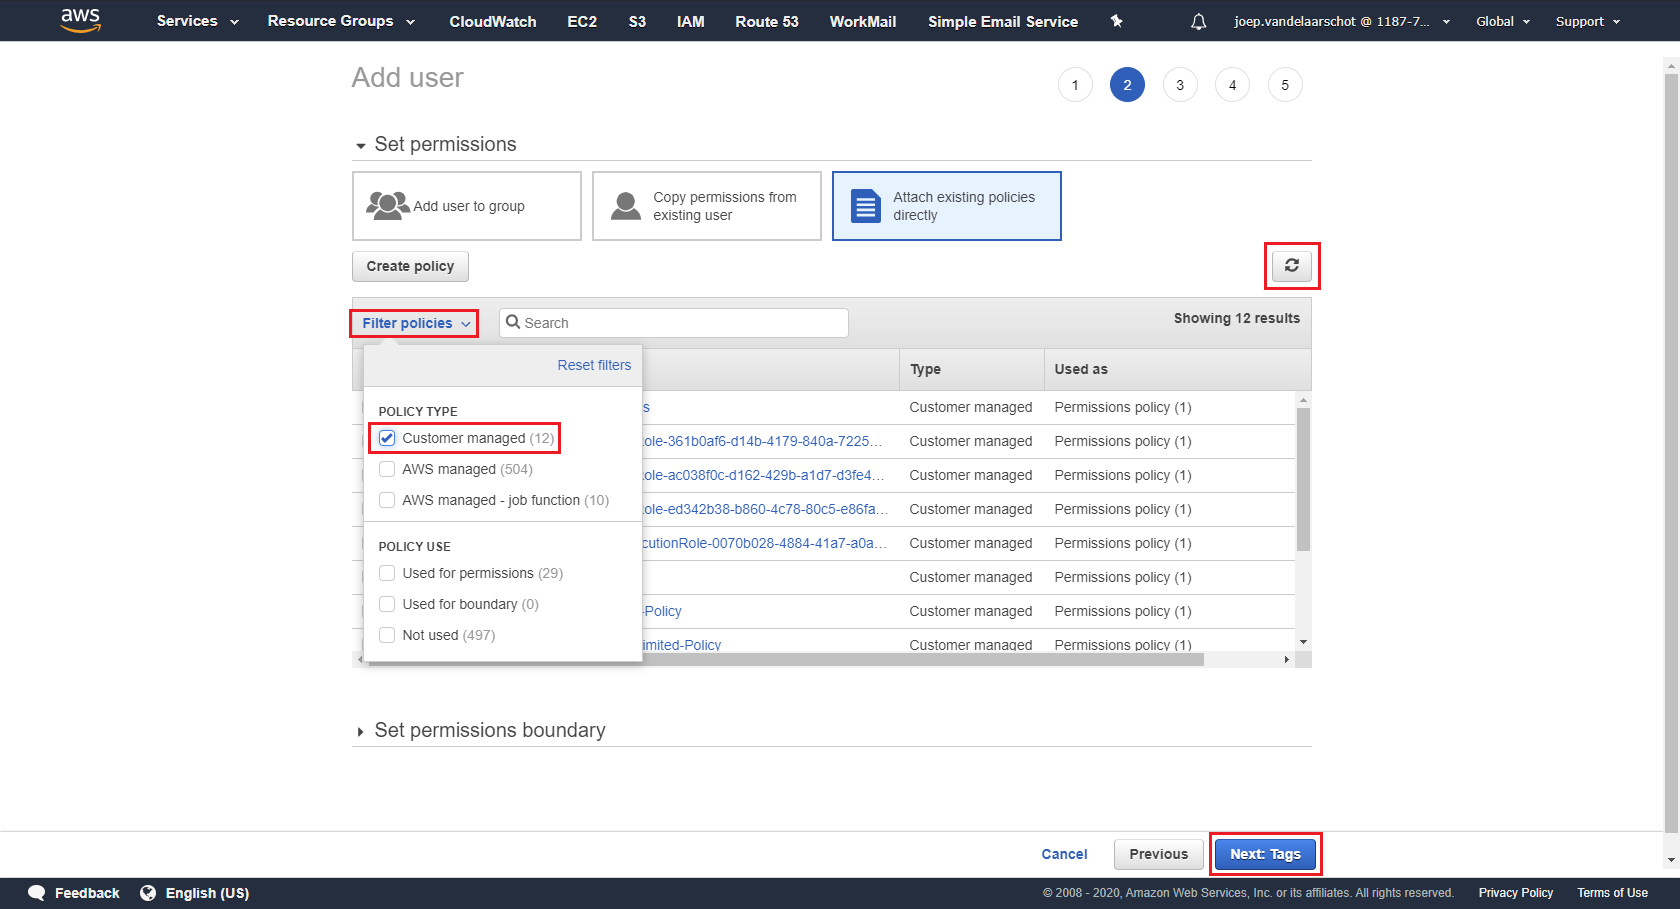 aws Services Resource Groups CloudWatch EC2 S3 IAM Route 53 WorkMail Simple Email Service joep.vandelaarschot @ 1187-7... Global Support
Add user
1 2 3 4 5
Set permissions
Add user to group
Copy permissions from
existing user
Attach existing policies
directly
Create policy
Filter policies
Search
Showing 12 results
Reset filters
Type Used as
POLICY TYPE
Customer managed (12)
AWS managed (504)
AWS managed - job function (10)
POLICY USE
Used for permissions (29)
Used for boundary (0)
Not used (497)
s Customer managed Permissions policy (1)
ole-361b0af6-d14b-4179-840a-7225... Customer managed Permissions policy (1)
ole-ac038f0c-d162-429b-a1d7-d3fe4... Customer managed Permissions policy (1)
ole-ed342b38-b860-4c78-80c5-e86fa... Customer managed Permissions policy (1)
cutionRole-0070b028-4884-41a7-a0a... Customer managed Permissions policy (1)
Customer managed Permissions policy (1)
-Policy Customer managed Permissions policy (1)
imited-Policy Customer managed Permissions policy (1)
Set permissions boundary
Cancel Previous Next: Tags
Feedback English (US) © 2008 - 2020, Amazon Web Services, Inc. or its affiliates. All rights reserved. Privacy Policy Terms of Use